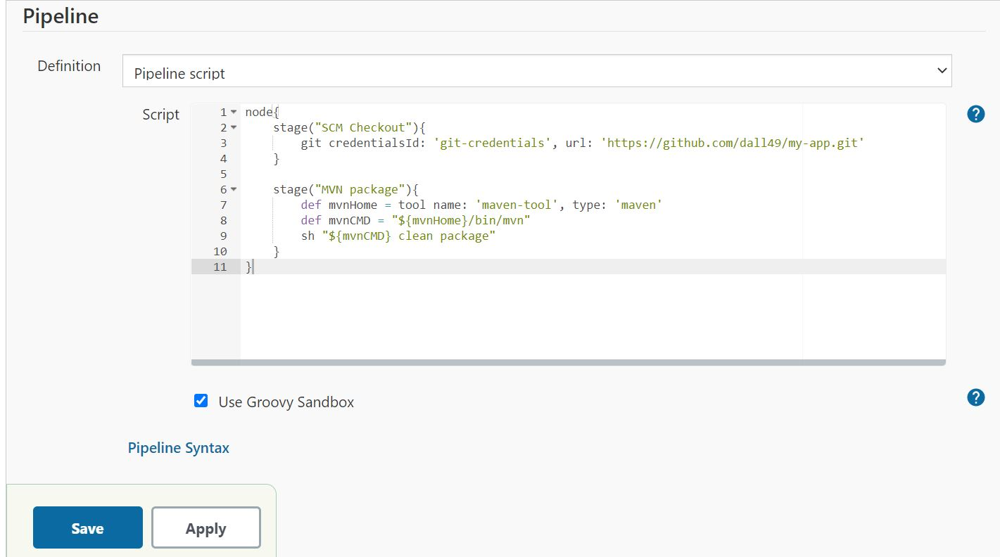 Pipeline
Definition
Pipeline script
Script
1 node{
2     stage("SCM Checkout"){
3         git credentialsId: 'git-credentials', url: 'https://github.com/dall49/my-app.git'
4     }
5
6     stage("MVN package"){
7         def mvnHome = tool name: 'maven-tool', type: 'maven'
8         def mvnCMD = "${mvnHome}/bin/mvn"
9         sh "${mvnCMD} clean package"
10     }
11 }
?
Use Groovy Sandbox
?
Pipeline Syntax
Save
Apply